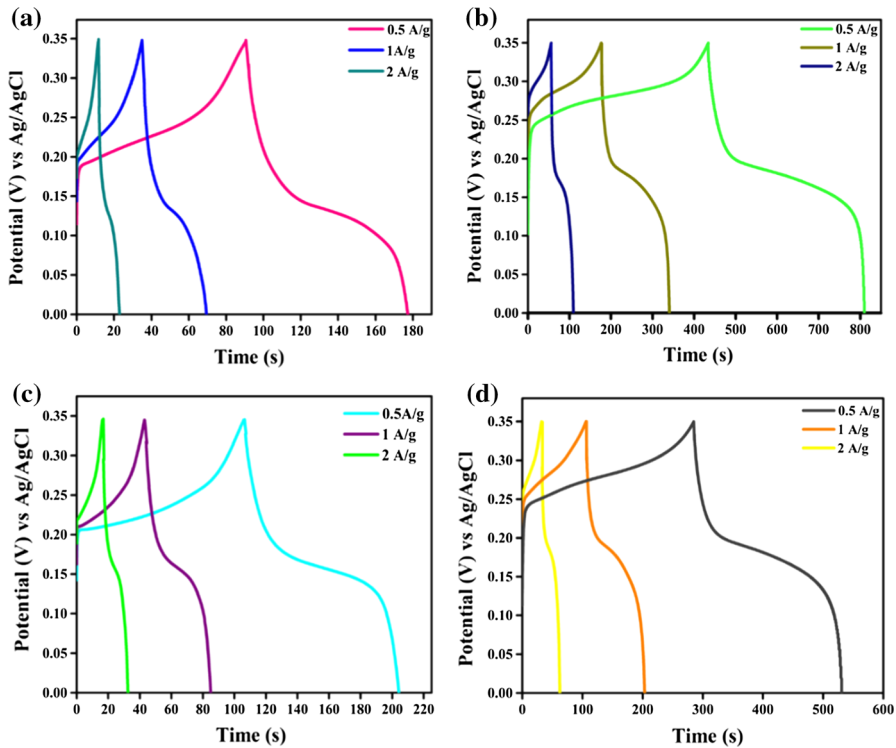 (a)
0.5 A/g
1A/g
2 A/g
0.35
0.30
0.25
0.20
0.15
0.10
0.05
0.00
Potential (V) vs Ag/AgCl
0 20 40 60 80 100 120 140 160 180
Time (s)
(b)
0.5 A/g
1 A/g
2 A/g
0.35
0.30
0.25
0.20
0.15
0.10
0.05
0.00
Potential (V) vs Ag/AgCl
0 100 200 300 400 500 600 700 800
Time (s)
(c)
0.5A/g
1 A/g
2 A/g
0.35
0.30
0.25
0.20
0.15
0.10
0.05
0.00
Potential (V) vs Ag/AgCl
0 20 40 60 80 100 120 140 160 180 200 220
Time (s)
(d)
0.5 A/g
1 A/g
2 A/g
0.35
0.30
0.25
0.20
0.15
0.10
0.05
0.00
Potential (V) vs Ag/AgCl
0 100 200 300 400 500 600
Time (s)